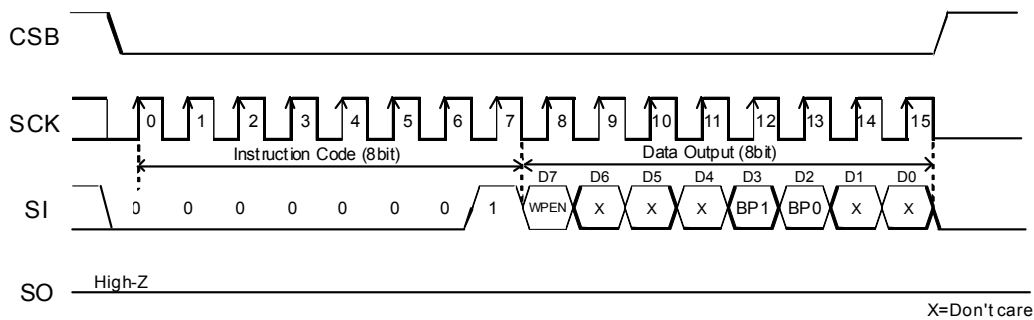 CSB
SCK 0 1 2 3 4 5 6 7 8 9 10 11 12 13 14 15
Instruction Code (8bit) Data Output (8bit)
D7 D6 D5 D4 D3 D2 D1 D0
SI 0 0 0 0 0 0 0 1 WPEN X X X BP1 BP0 X X
High-Z
SO
X=Don't care